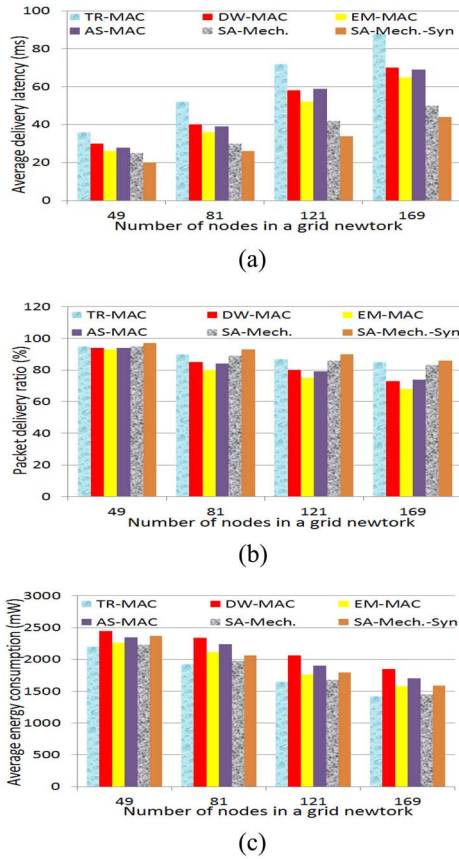 100
TR-MAC DW-MAC EM-MAC
AS-MAC SA-Mech. SA-Mech.-Syn
80
60
40
20
0
Average delivery latency (ms)
49 81 121 169
Number of nodes in a grid newtork
(a)
120
TR-MAC DW-MAC EM-MAC
AS-MAC SA-Mech. SA-Mech.-Syn
100
80
60
40
20
0
Packet delivery ratio (%)
49 81 121 169
Number of nodes in a grid newtork
(b)
3000
TR-MAC DW-MAC EM-MAC
AS-MAC SA-Mech. SA-Mech.-Syn
2500
2000
1500
1000
500
0
Average energy consumption (mW)
49 81 121 169
Number of nodes in a grid newtork
(c)